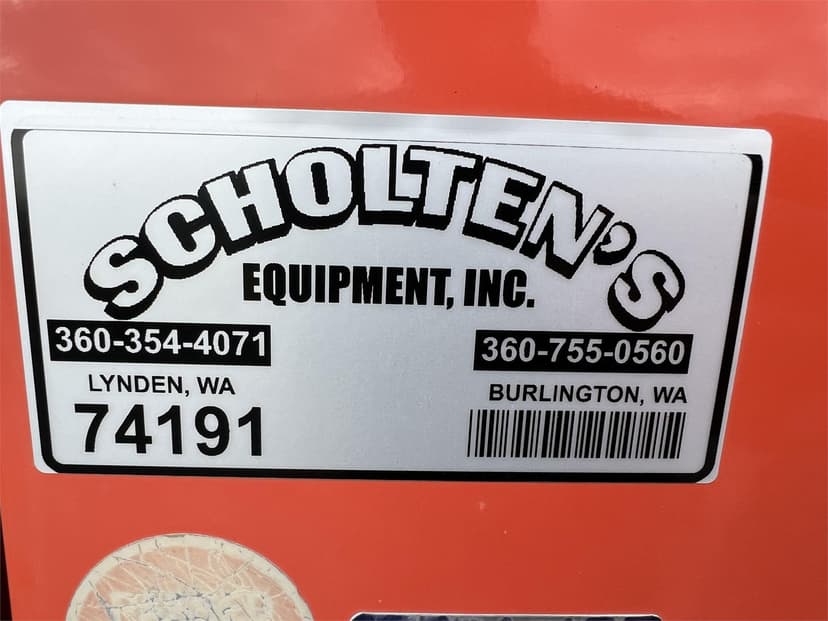 SCHOLTEN'S
EQUIPMENT, INC.
360-354-4071
LYNDEN, WA
74191
360-755-0560
BURLINGTON, WA